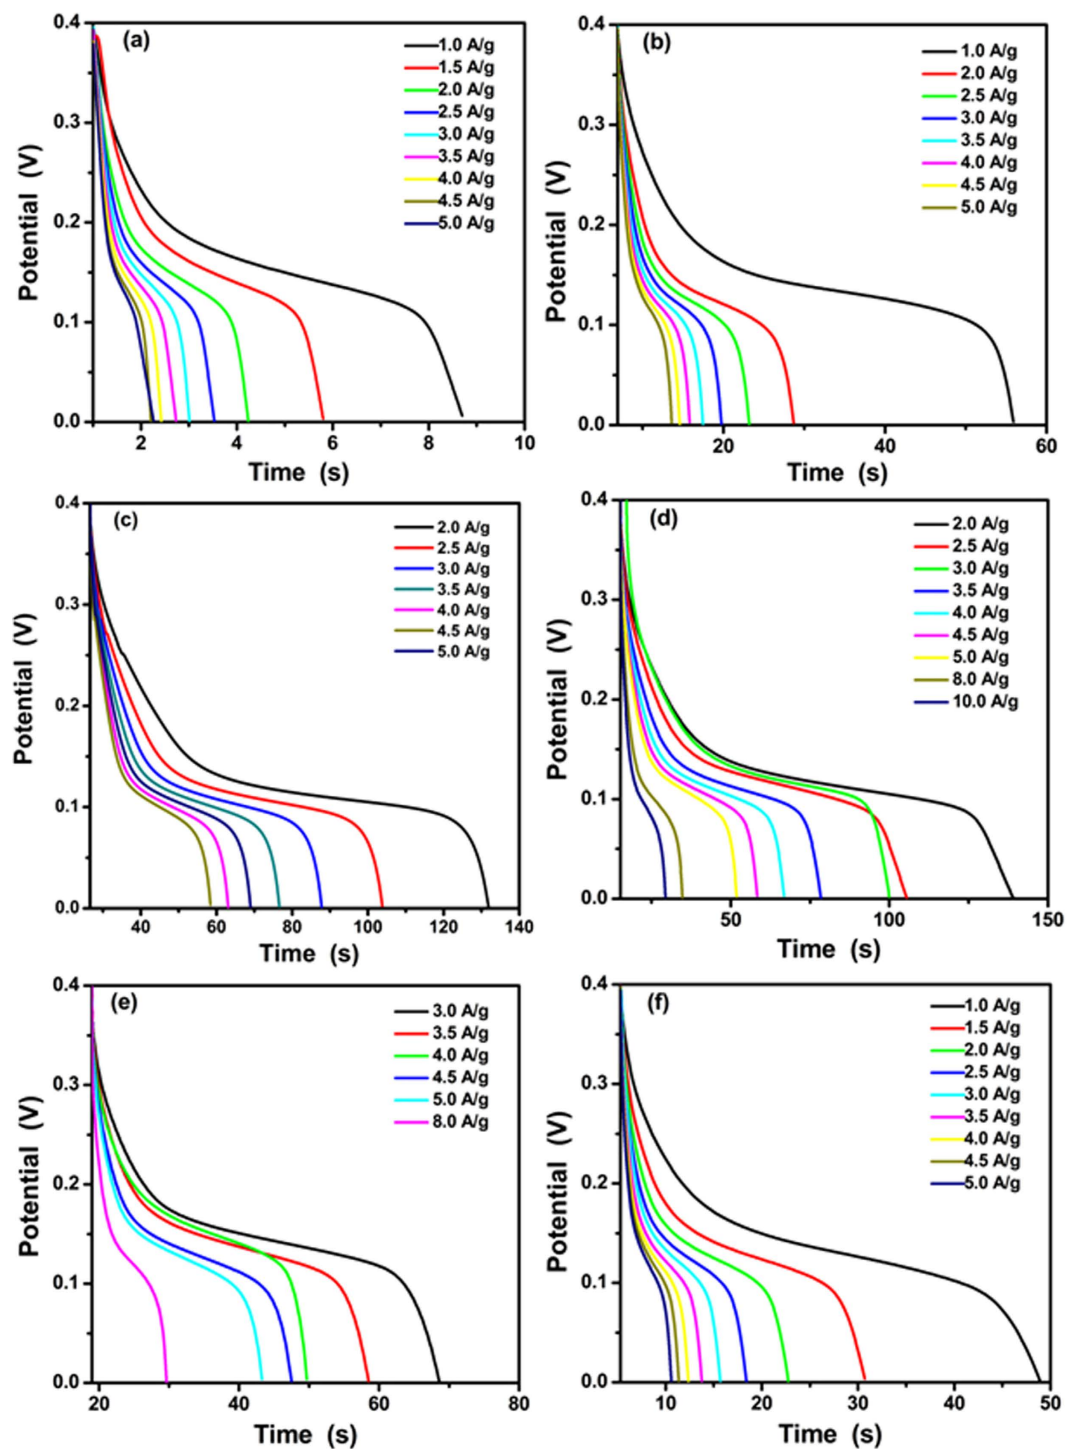 (a)
1.0 A/g
1.5 A/g
2.0 A/g
2.5 A/g
3.0 A/g
3.5 A/g
4.0 A/g
4.5 A/g
5.0 A/g
0.4
0.3
0.2
0.1
0.0
Potential (V)
2 4 6 8 10
Time (s)
(b)
1.0 A/g
2.0 A/g
2.5 A/g
3.0 A/g
3.5 A/g
4.0 A/g
4.5 A/g
5.0 A/g
0.4
0.3
0.2
0.1
0.0
Potential (V)
20 40 60
Time (s)
(c)
2.0 A/g
2.5 A/g
3.0 A/g
3.5 A/g
4.0 A/g
4.5 A/g
5.0 A/g
0.4
0.3
0.2
0.1
0.0
Potential (V)
40 60 80 100 120 140
Time (s)
(d)
2.0 A/g
2.5 A/g
3.0 A/g
3.5 A/g
4.0 A/g
4.5 A/g
5.0 A/g
8.0 A/g
10.0 A/g
0.4
0.3
0.2
0.1
0.0
Potential (V)
50 100 150
Time (s)
(e)
3.0 A/g
3.5 A/g
4.0 A/g
4.5 A/g
5.0 A/g
8.0 A/g
0.4
0.3
0.2
0.1
0.0
Potential (V)
20 40 60 80
Time (s)
(f)
1.0 A/g
1.5 A/g
2.0 A/g
2.5 A/g
3.0 A/g
3.5 A/g
4.0 A/g
4.5 A/g
5.0 A/g
0.4
0.3
0.2
0.1
0.0
Potential (V)
10 20 30 40 50
Time (s)